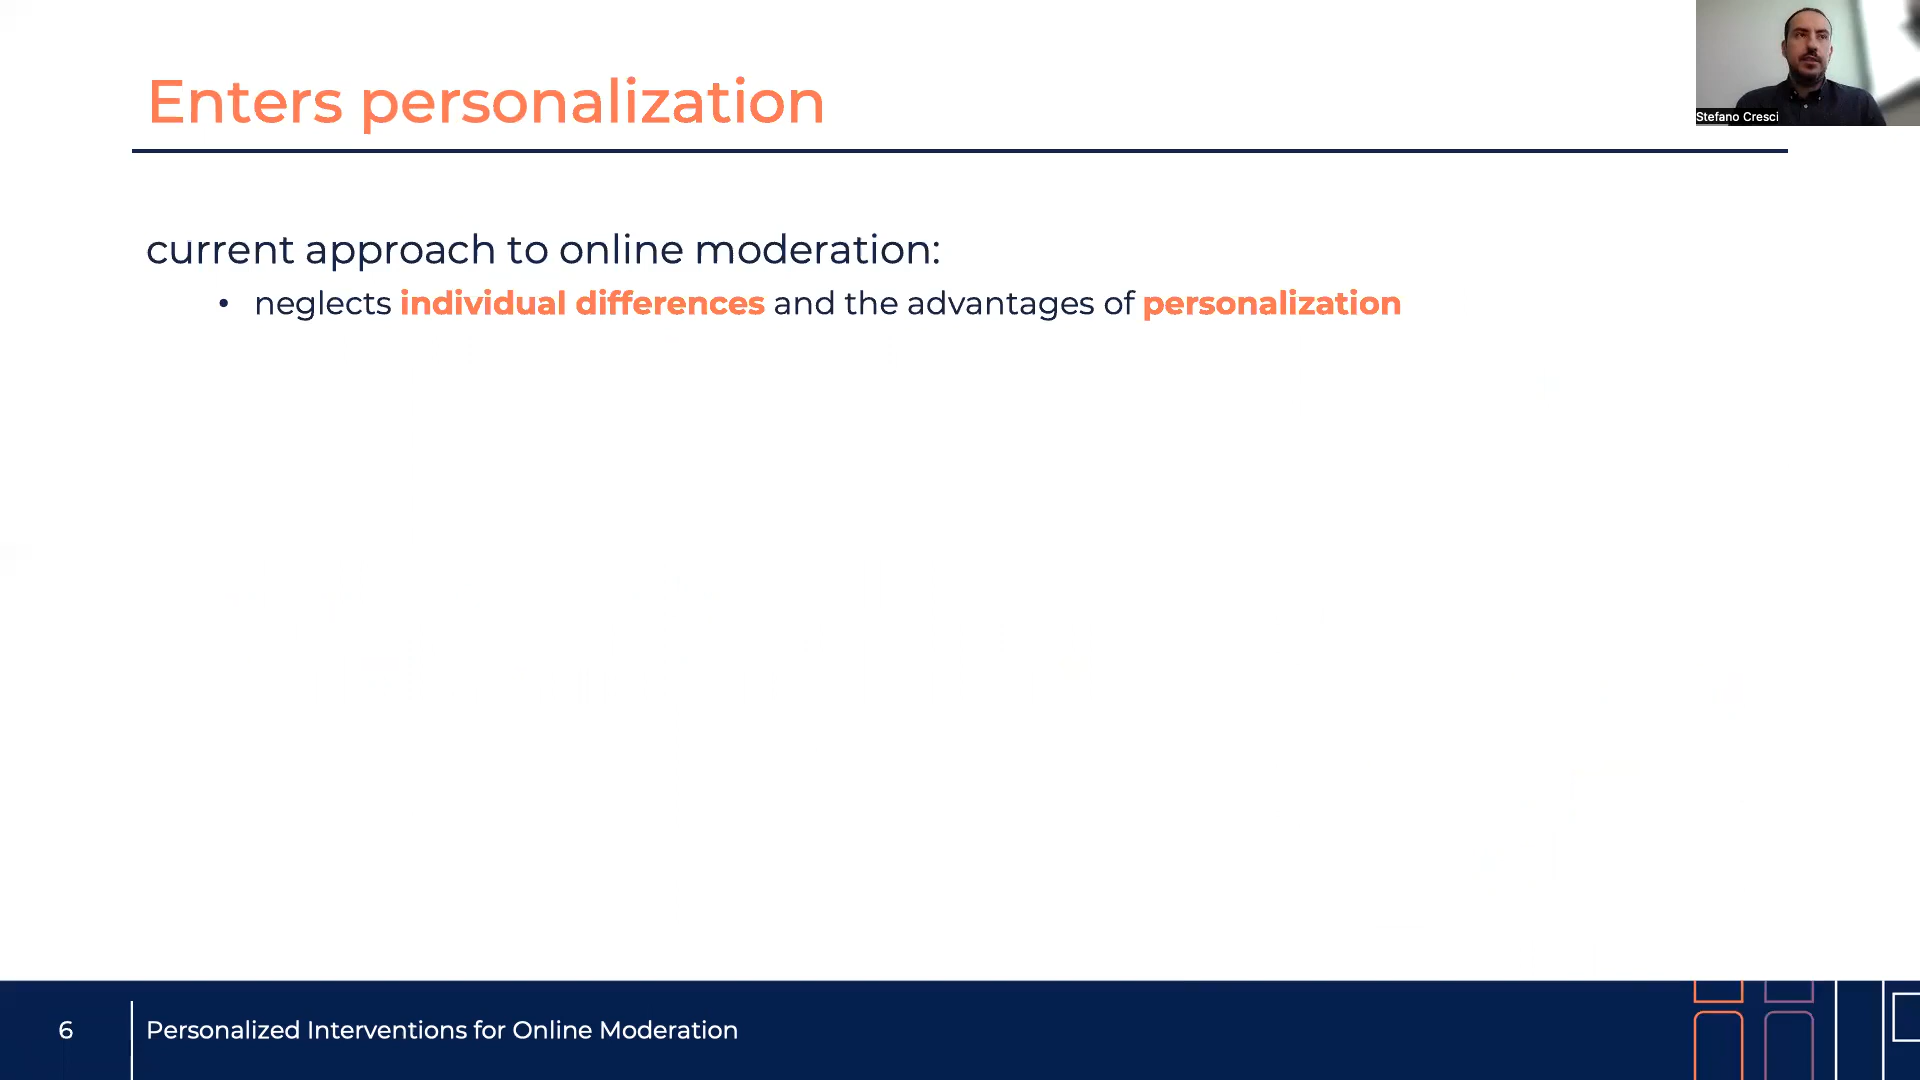 Enters personalization
Stefano Cresci
current approach to online moderation:
• neglects individual differences and the advantages of personalization
6
Personalized Interventions for Online Moderation